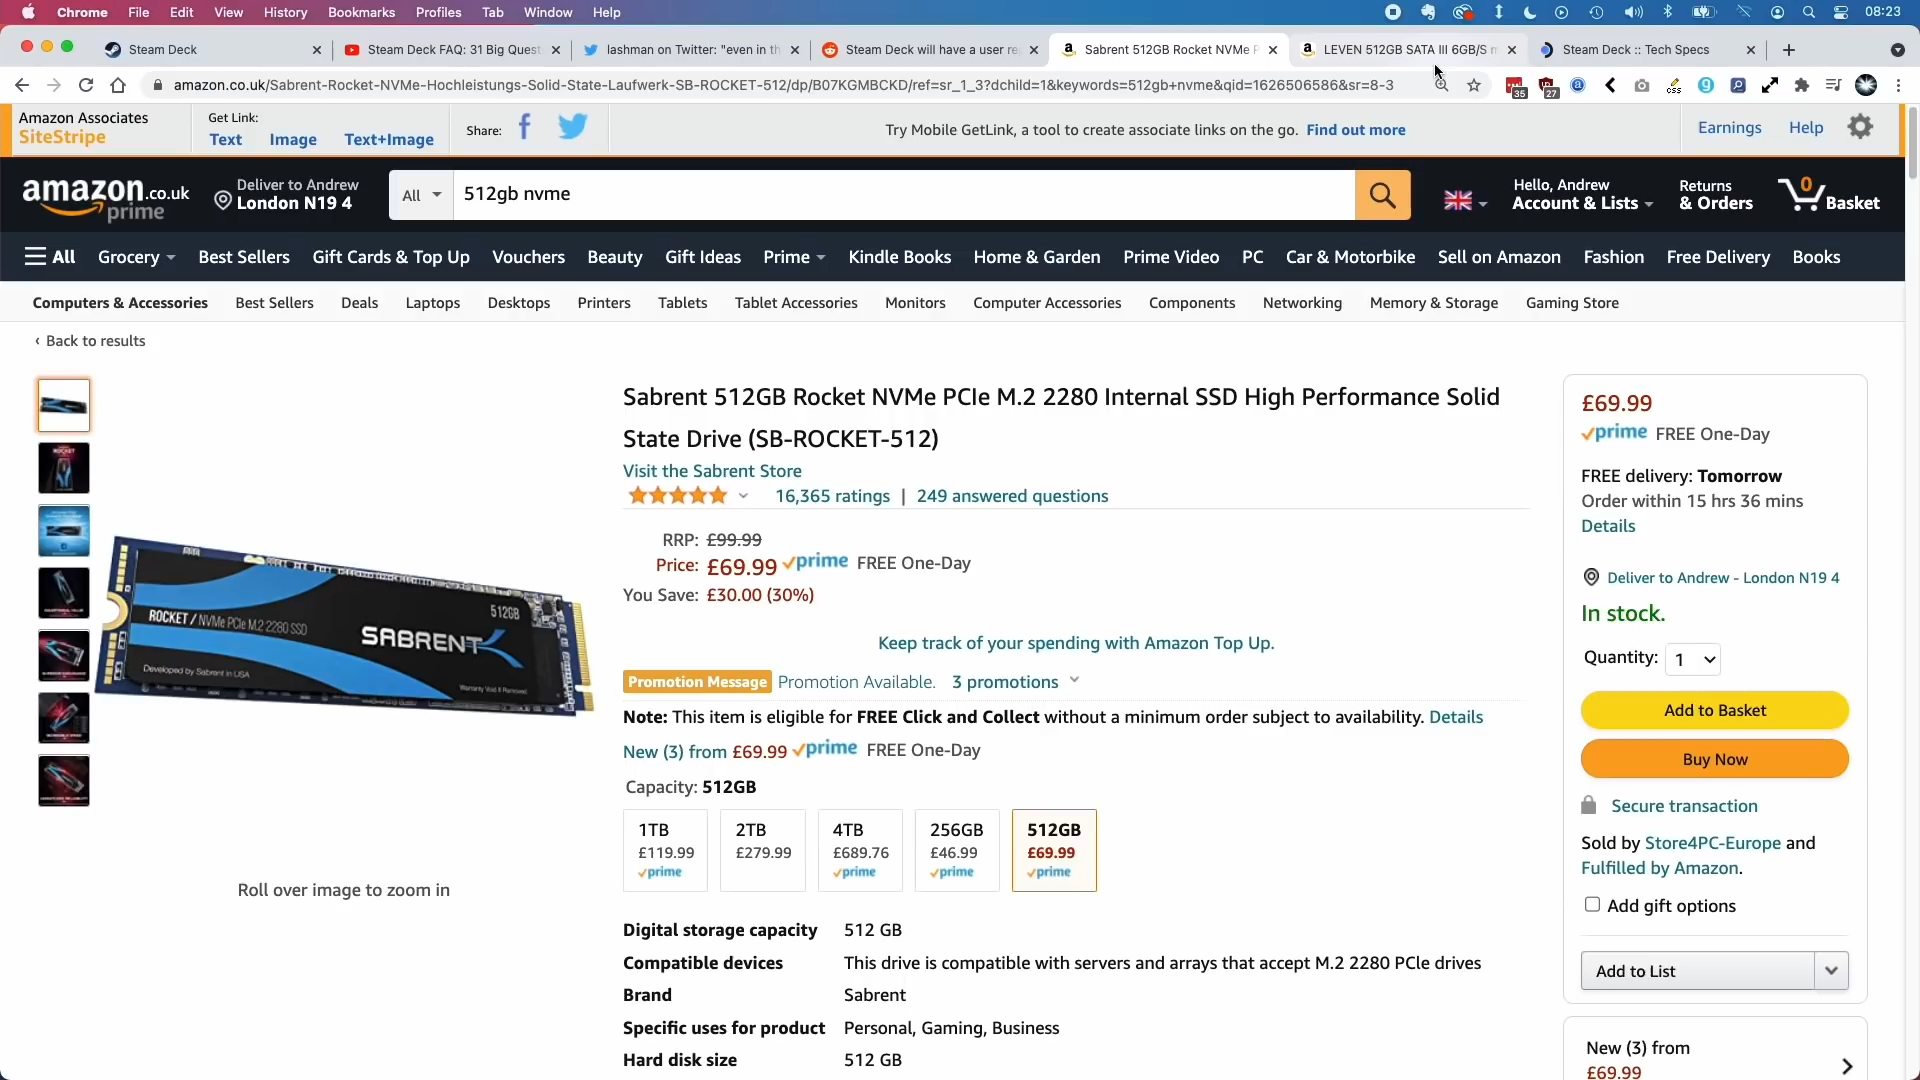 Chrome File Edit View History Bookmarks Profiles Tab Window Help 08:23
Steam Deck
Steam Deck FAQ: 31 Big Quest
lashman on Twitter: "even in th
Steam Deck will have a user re
Sabrent 512GB Rocket NVMe P
LEVEN 512GB SATA III 6GB/S m
Steam Deck :: Tech Specs
amazon.co.uk/Sabrent-Rocket-NVMe-Hochleistungs-Solid-State-Laufwerk-SB-ROCKET-512/dp/B07KGMBCKD/ref=sr_1_3?dchild=1&keywords=512gb+nvme&qid=1626506586&sr=8-3
35
27
Amazon Associates
SiteStripe
Get Link:
Text Image Text+Image
Share:
Try Mobile GetLink, a tool to create associate links on the go. Find out more
Earnings Help
amazon.co.uk
prime
Deliver to Andrew
London N19 4
All
512gb nvme
Hello, Andrew
Account & Lists
Returns
& Orders
0
Basket
All Grocery Best Sellers Gift Cards & Top Up Vouchers Beauty Gift Ideas Prime Kindle Books Home & Garden Prime Video PC Car & Motorbike Sell on Amazon Fashion Free Delivery Books
Computers & Accessories Best Sellers Deals Laptops Desktops Printers Tablets Tablet Accessories Monitors Computer Accessories Components Networking Memory & Storage Gaming Store
‹ Back to results
ROCKET / NVMe PCIe M.2 2280 SSD
512GB
SABRENT
Developed by Sabrent in USA
Warranty Void If Removed
Roll over image to zoom in
Sabrent 512GB Rocket NVMe PCIe M.2 2280 Internal SSD High Performance Solid
State Drive (SB-ROCKET-512)
Visit the Sabrent Store
16,365 ratings | 249 answered questions
RRP: £99.99
Price: £69.99 prime FREE One-Day
You Save: £30.00 (30%)
Keep track of your spending with Amazon Top Up.
Promotion Message Promotion Available. 3 promotions
Note: This item is eligible for FREE Click and Collect without a minimum order subject to availability. Details
New (3) from £69.99 prime FREE One-Day
Capacity: 512GB
1TB
£119.99
prime
2TB
£279.99
4TB
£689.76
prime
256GB
£46.99
prime
512GB
£69.99
prime
Digital storage capacity 512 GB
Compatible devices This drive is compatible with servers and arrays that accept M.2 2280 PCIe drives
Brand Sabrent
Specific uses for product Personal, Gaming, Business
Hard disk size 512 GB
£69.99
prime FREE One-Day
FREE delivery: Tomorrow
Order within 15 hrs 36 mins
Details
Deliver to Andrew - London N19 4
In stock.
Quantity: 1
Add to Basket
Buy Now
Secure transaction
Sold by Store4PC-Europe and
Fulfilled by Amazon.
Add gift options
Add to List
New (3) from
£69.99